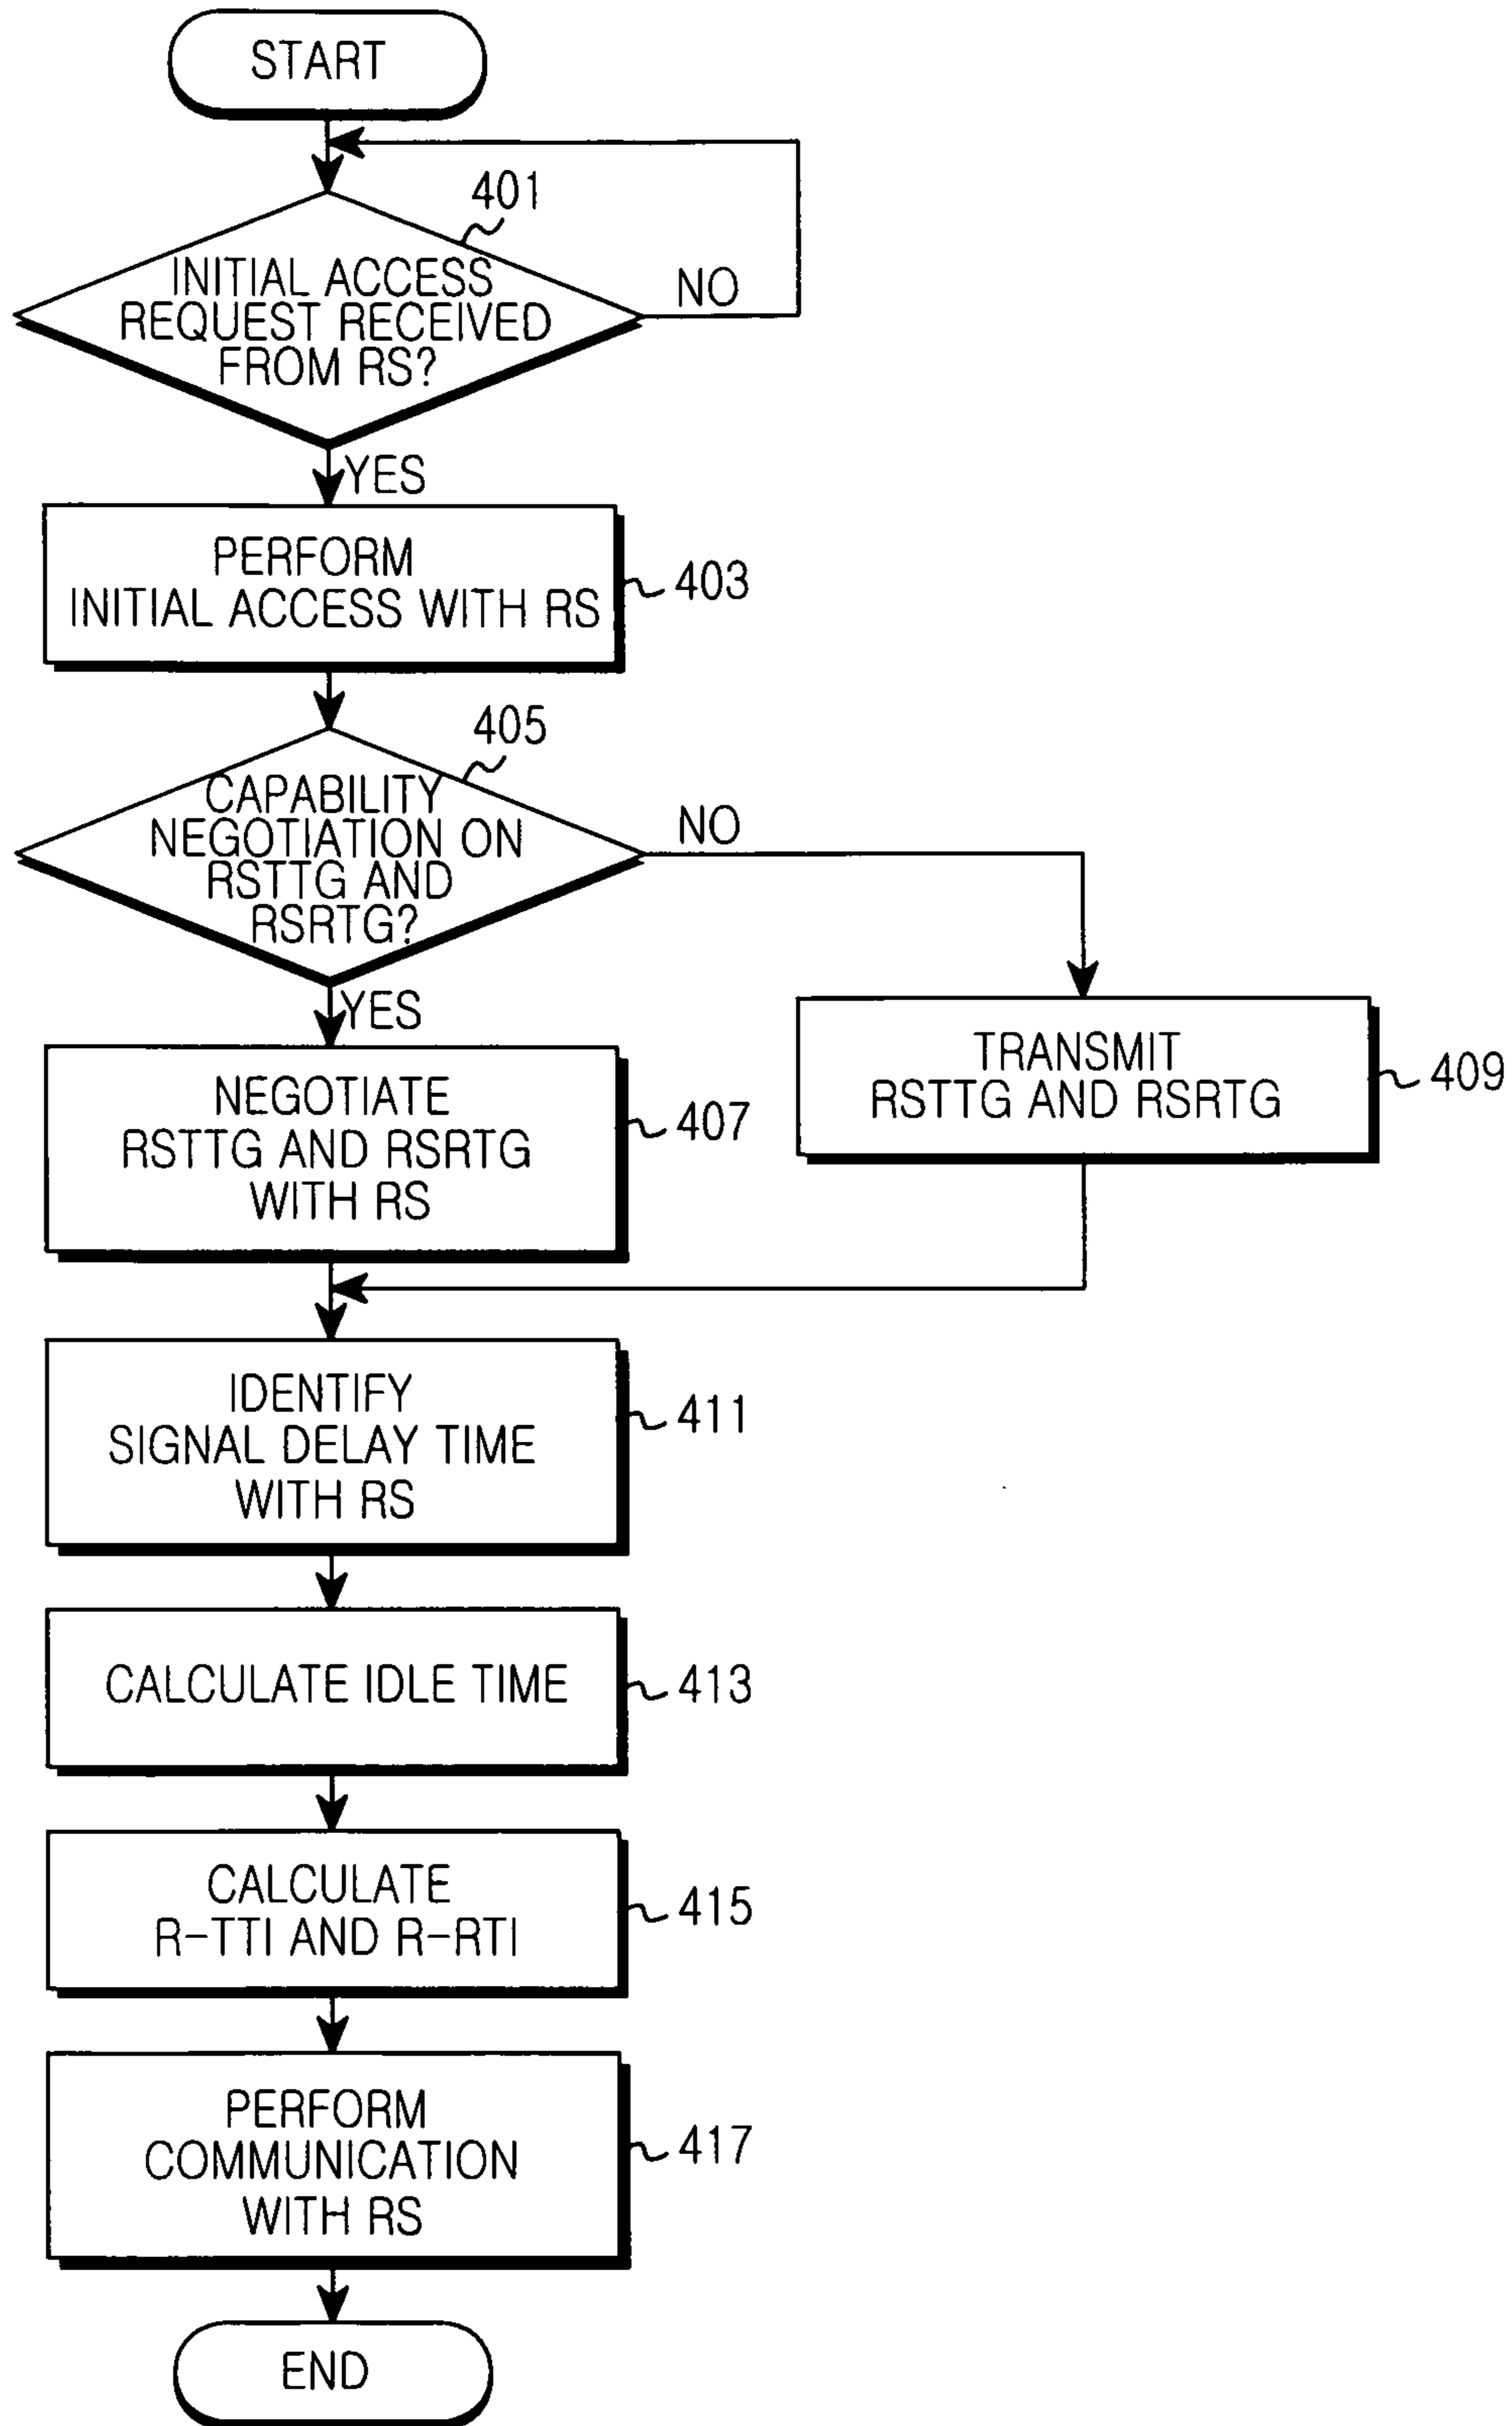 START
401
INITIAL ACCESS
REQUEST RECEIVED
FROM RS?
NO
YES
PERFORM
INITIAL ACCESS WITH RS
403
405
CAPABILITY
NEGOTIATION ON
RSTTG AND
RSRTG?
NO
YES
NEGOTIATE
RSTTG AND RSRTG
WITH RS
407
TRANSMIT
RSTTG AND RSRTG
409
IDENTIFY
SIGNAL DELAY TIME
WITH RS
411
CALCULATE IDLE TIME
413
CALCULATE
R-TTI AND R-RTI
415
PERFORM
COMMUNICATION
WITH RS
417
END